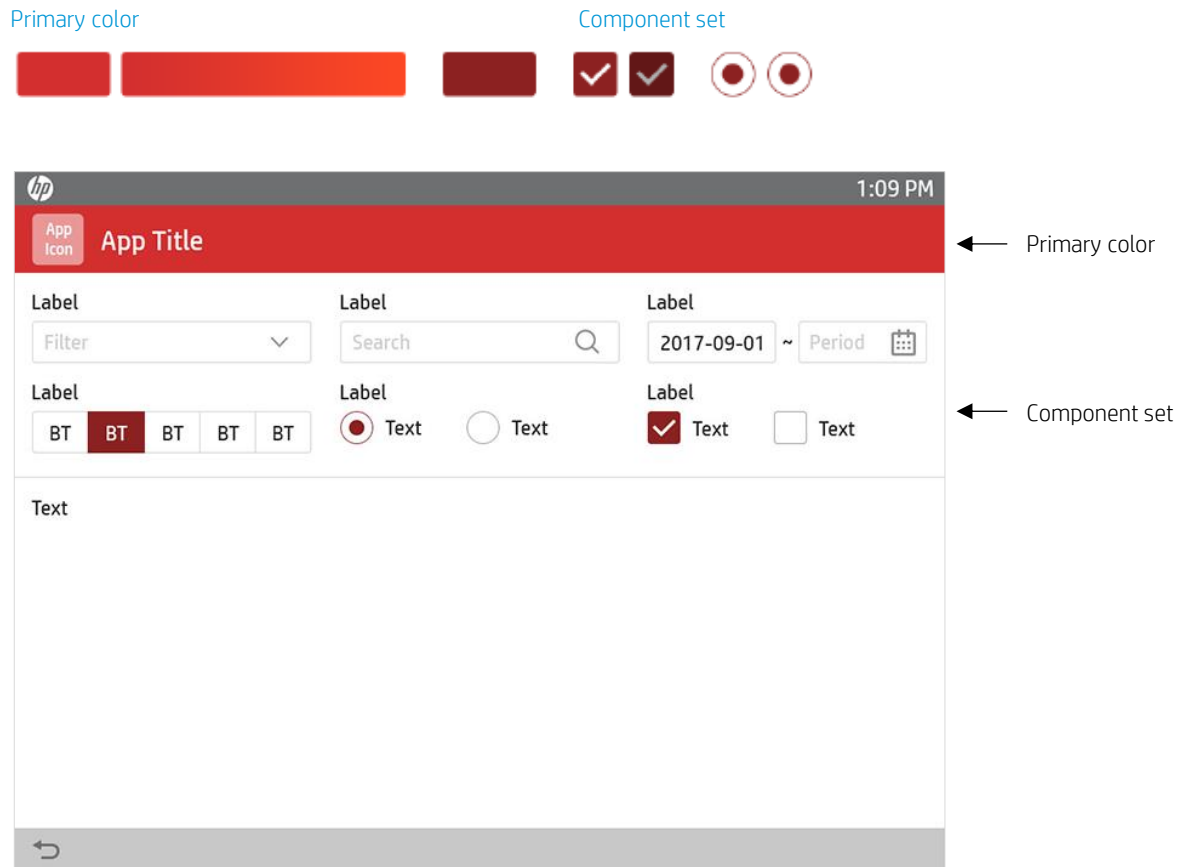 Primary color
Component set
hp
1:09 PM
App
Icon
App Title
Primary color
Label
Label
Label
Filter
Search
2017-09-01 ~ Period
Label
Label
Label
BT BT BT BT BT
Text
Text
Text
Text
Component set
Text